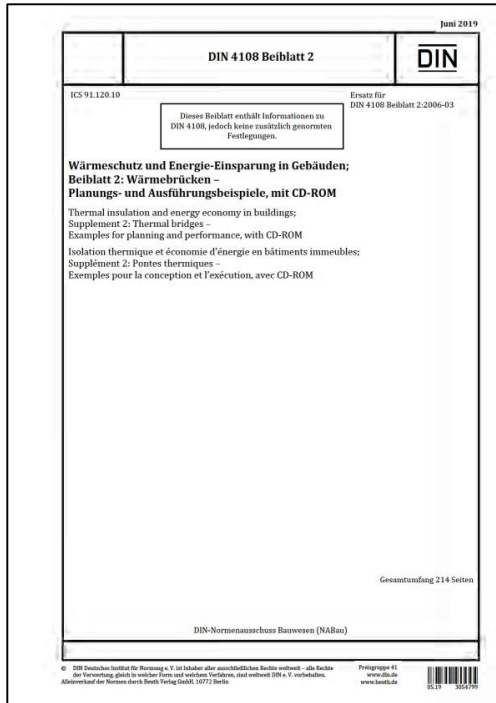 Juni 2019
DIN 4108 Beiblatt 2
DIN
ICS 91.120.10
Ersatz für
DIN 4108 Beiblatt 2:2006-03
Dieses Beiblatt enthält Informationen zu
DIN 4108, jedoch keine zusätzlich genormten
Festlegungen.
Wärmeschutz und Energie-Einsparung in Gebäuden;
Beiblatt 2: Wärmebrücken –
Planungs- und Ausführungsbeispiele, mit CD-ROM
Thermal insulation and energy economy in buildings;
Supplement 2: Thermal bridges –
Examples for planning and performance, with CD-ROM
Isolation thermique et économie d'énergie en bâtiments immeubles;
Supplément 2: Pontes thermiques –
Exemples pour la conception et l'exécution, avec CD-ROM
Gesamtumfang 214 Seiten
DIN-Normenausschuss Bauwesen (NABau)
© DIN Deutsches Institut für Normung e. V. ist Inhaber aller ausschließlichen Rechte weltweit – alle Rechte
der Verwertung, gleich in welcher Form und welchem Verfahren, sind weltweit DIN e. V. vorbehalten.
Alleinverkauf der Normen durch Beuth Verlag GmbH, 10772 Berlin
Preisgruppe 41
www.din.de
www.beuth.de
05.19 3054799